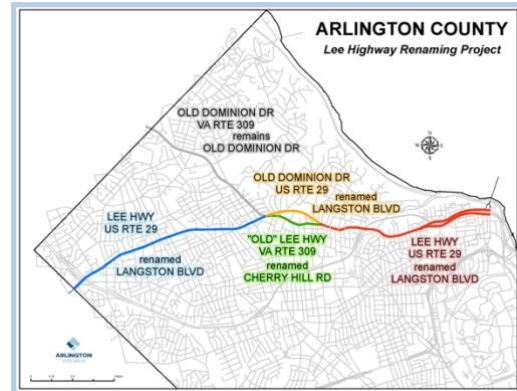 ARLINGTON COUNTY
Lee Highway Renaming Project
OLD DOMINION DR
VA RTE 309
remains
OLD DOMINION DR
OLD DOMINION DR
US RTE 29
renamed
LANGSTON BLVD
LEE HWY
US RTE 29
renamed
LANGSTON BLVD
"OLD" LEE HWY
VA RTE 309
renamed
CHERRY HILL RD
LEE HWY
US RTE 29
renamed
LANGSTON BLVD
ARLINGTON